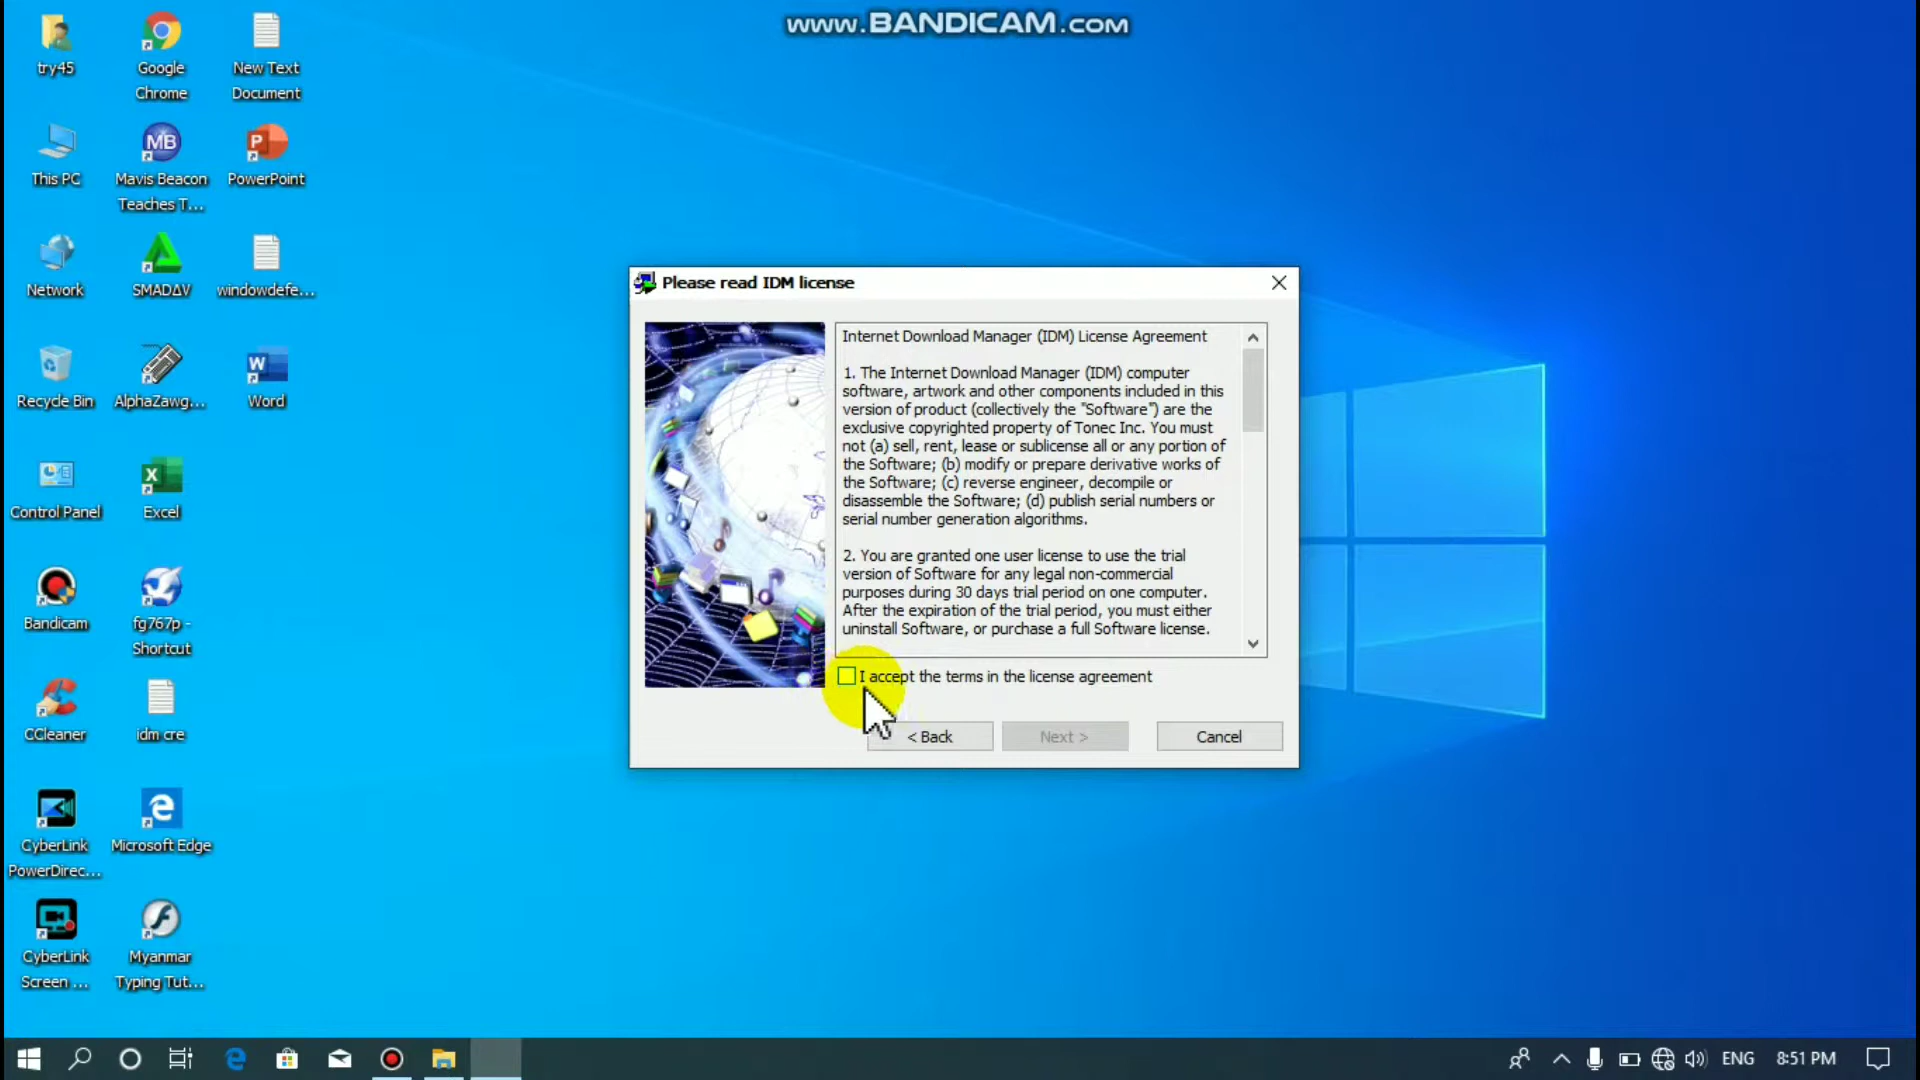 www.BANDICAM.com
try45
Google
Chrome
New Text
Document
This PC
MB
Mavis Beacon
Teaches T...
P
PowerPoint
Network
SMADΔV
windowdefe...
Recycle Bin
AlphaZawg...
W
Word
Control Panel
X
Excel
Bandicam
fg767p -
Shortcut
CCleaner
idm cre
CyberLink
PowerDirec...
Microsoft Edge
CyberLink
Screen ...
Myanmar
Typing Tut...
Please read IDM license
Internet Download Manager (IDM) License Agreement
1. The Internet Download Manager (IDM) computer
software, artwork and other components included in this
version of product (collectively the "Software") are the
exclusive copyrighted property of Tonec Inc. You must
not (a) sell, rent, lease or sublicense all or any portion of
the Software; (b) modify or prepare derivative works of
the Software; (c) reverse engineer, decompile or
disassemble the Software; (d) publish serial numbers or
serial number generation algorithms.
2. You are granted one user license to use the trial
version of Software for any legal non-commercial
purposes during 30 days trial period on one computer.
After the expiration of the trial period, you must either
uninstall Software, or purchase a full Software license.
I accept the terms in the license agreement
< Back
Next >
Cancel
ENG
8:51 PM